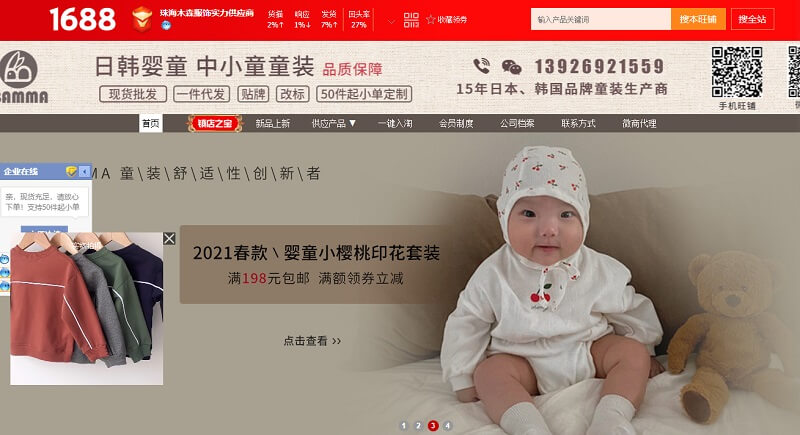 1688
珠海木森服饰实力供应商
货描
2%↑
响应
1%↓
发货
7%↑
回头率
27%
☆收藏领券
输入产品关键词
搜本旺铺
搜全站
日韩婴童 中小童童装 品质保障
现货批发
一件代发
贴牌
改标
50件起小单定制
13926921559
15年日本、韩国品牌童装生产商
手机旺铺
AMMA
首页
镇店之宝
新品上新
供应产品 ▼
一键入淘
会员制度
公司档案
联系方式
微商代理
企业在线
亲，现货充足，请放心
下单！支持50件起小单
MA 童\装\舒\适\性\创\新\者
2021春款 \ 婴童小樱桃印花套装
满198元包邮 满额领券立减
点击查看 >>
1 2 3 4